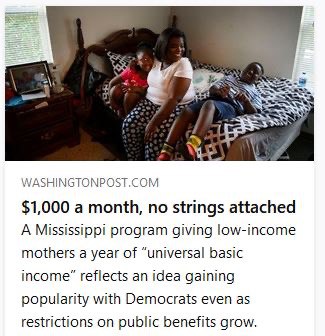 WASHINGTONPOST.COM
$1,000 a month, no strings attached
A Mississippi program giving low-income
mothers a year of “universal basic
income” reflects an idea gaining
popularity with Democrats even as
restrictions on public benefits grow.